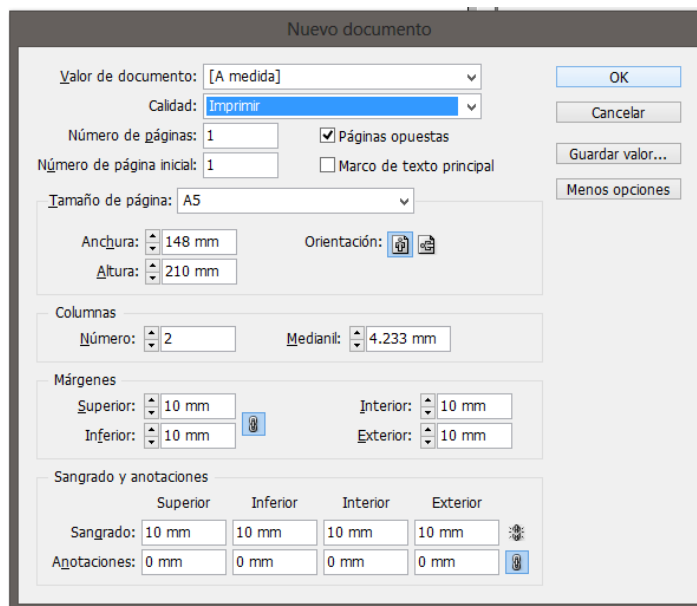 Nuevo documento
Valor de documento: [A medida]
OK
Calidad: Imprimir
Cancelar
Número de páginas: 1 Páginas opuestas
Guardar valor...
Número de página inicial: 1 Marco de texto principal
Menos opciones
Tamaño de página: A5
Anchura: 148 mm Orientación:
Altura: 210 mm
Columnas
Número: 2 Medianil: 4.233 mm
Márgenes
Superior: 10 mm Interior: 10 mm
Inferior: 10 mm Exterior: 10 mm
Sangrado y anotaciones
Superior Inferior Interior Exterior
Sangrado: 10 mm 10 mm 10 mm 10 mm
Anotaciones: 0 mm 0 mm 0 mm 0 mm